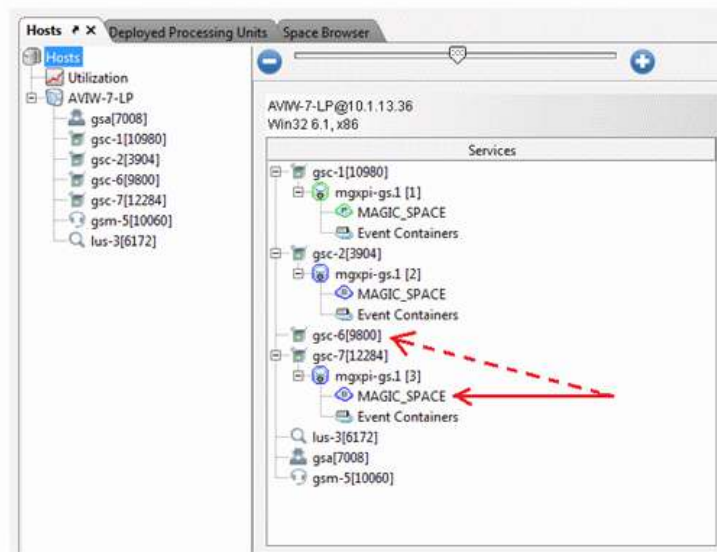 Hosts
Deployed Processing Units
Space Browser
Hosts
Utilization
AVIW-7-LP
gsa[7008]
gsc-1[10980]
gsc-2[3904]
gsc-6[9800]
gsc-7[12284]
gsm-5[10060]
lus-3[6172]
AVIW-7-LP@10.1.13.36
Win32 6.1, x86
Services
gsc-1[10980]
mgxpi-gs.1 [1]
MAGIC_SPACE
Event Containers
gsc-2[3904]
mgxpi-gs.1 [2]
MAGIC_SPACE
Event Containers
gsc-6[9800]
gsc-7[12284]
mgxpi-gs.1 [3]
MAGIC_SPACE
Event Containers
lus-3[6172]
gsa[7008]
gsm-5[10060]